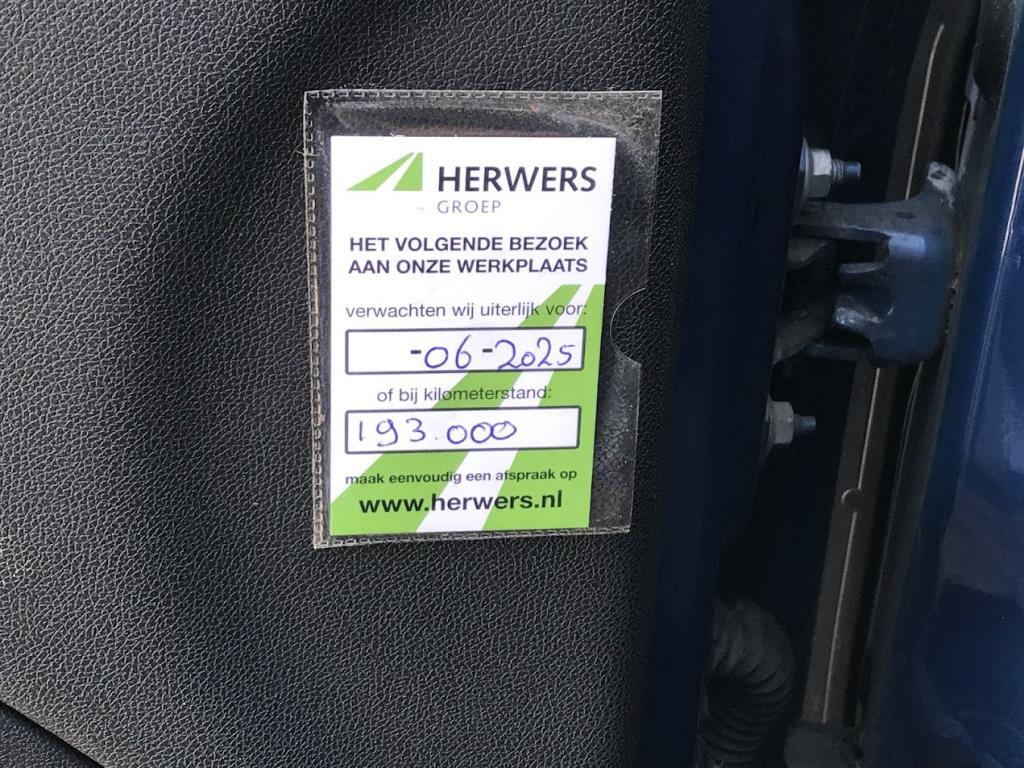 HERWERS
GROEP
HET VOLGENDE BEZOEK
AAN ONZE WERKPLAATS
verwachten wij uiterlijk voor:
-06-2025
of bij kilometerstand:
193.000
maak eenvoudig een afspraak op
www.herwers.nl